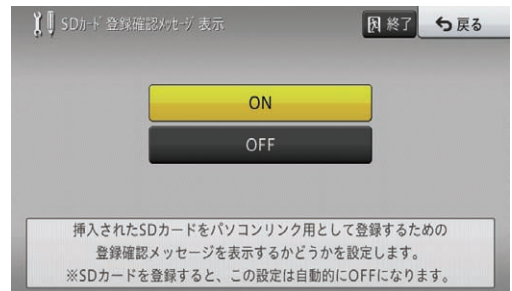 SDｶｰﾄﾞ 登録確認ﾒｯｾｰｼﾞ 表示
終了
戻る
ON
OFF
挿入されたSDカードをパソコンリンク用として登録するための
登録確認メッセージを表示するかどうかを設定します。
※SDカードを登録すると、この設定は自動的にOFFになります。